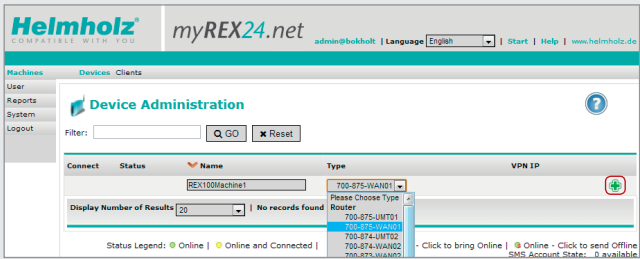 Helmholz®
COMPATIBLE WITH YOU
myREX24.net
admin@bokholt | Language English | Start | Help | www.helmholz.de
Machines Devices Clients
User
Reports
System
Logout
Device Administration
?
Filter: GO Reset
Connect Status Name Type VPN IP
REX100Machine1 700-875-WAN01
Please Choose Type
Display Number of Results 20 | No records found
Router
700-875-UMT01
700-875-WAN01
700-874-UMT02
Status Legend: Online | Online and Connected | 700-874-WAN02 - Click to bring Online | Online - Click to send Offline
700-873-WAN02 SMS Account State: 0 available